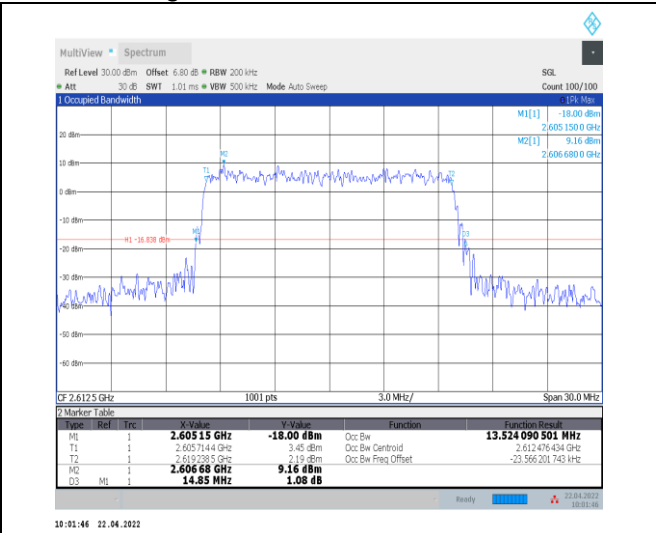 MultiView Spectrum
Ref Level 30.00 dBm Offset 6.80 dB RBW 200 kHz SGL
Att 30 dB SWT 1.01 ms VBW 500 kHz Mode Auto Sweep Count 100/100
1 Occupied Bandwidth 1Pk Max
M1[1] -18.00 dBm
2.605 150 0 GHz
M2[1] 9.16 dBm
2.606 680 0 GHz
20 dBm
M2
10 dBm
T1
T2
0 dBm
-10 dBm
M1
D3
H1 -16.838 dBm
-20 dBm
-30 dBm
-40 dBm
-50 dBm
-60 dBm
CF 2.6125 GHz 1001 pts 3.0 MHz/ Span 30.0 MHz
2 Marker Table
Type Ref Trc X-Value Y-Value Function Function Result
M1 1 2.605 15 GHz -18.00 dBm Occ Bw 13.524 090 501 MHz
T1 1 2.605 714 4 GHz 3.45 dBm Occ Bw Centroid 2.612 476 434 GHz
T2 1 2.619 238 5 GHz 2.19 dBm Occ Bw Freq Offset -23.566 201 743 kHz
M2 1 2.606 68 GHz 9.16 dBm
D3 M1 1 14.85 MHz 1.08 dB
Ready 22.04.2022
10:01:46
10:01:46 22.04.2022